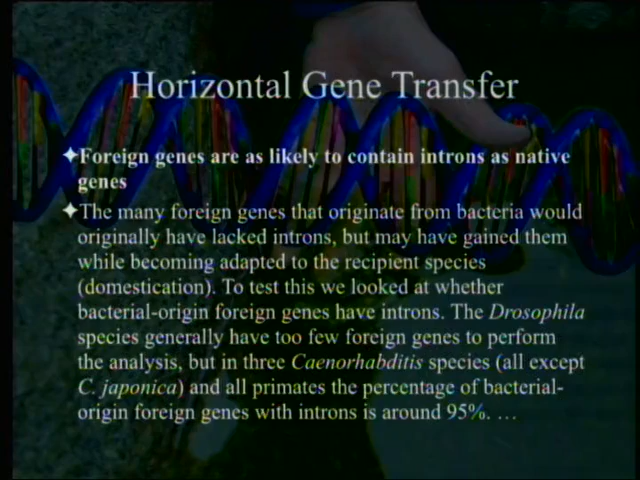 Horizontal Gene Transfer
✦Foreign genes are as likely to contain introns as native
genes
✦The many foreign genes that originate from bacteria would
originally have lacked introns, but may have gained them
while becoming adapted to the recipient species
(domestication). To test this we looked at whether
bacterial-origin foreign genes have introns. The Drosophila
species generally have too few foreign genes to perform
the analysis, but in three Caenorhabditis species (all except
C. japonica) and all primates the percentage of bacterial-
origin foreign genes with introns is around 95%. …